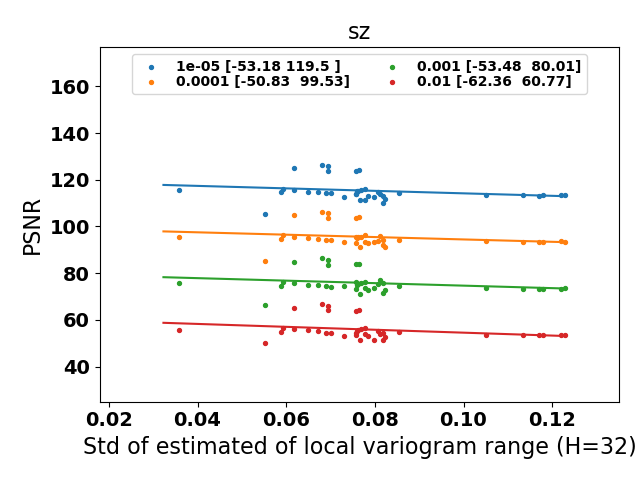 sz
1e-05 [-53.18 119.5 ]
0.0001 [-50.83  99.53]
0.001 [-53.48  80.01]
0.01 [-62.36  60.77]
160
140
120
100
80
60
40
PSNR
0.02 0.04 0.06 0.08 0.10 0.12
Std of estimated of local variogram range (H=32)